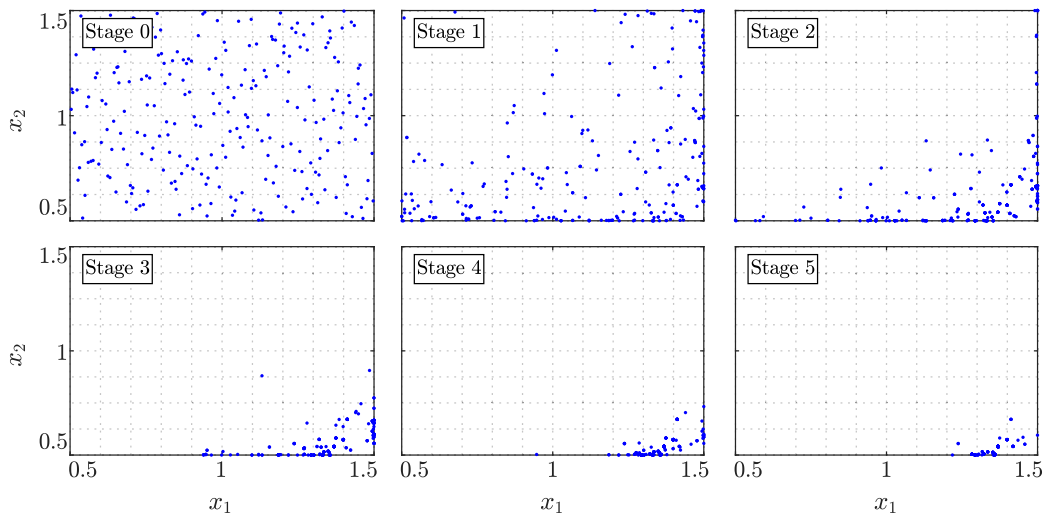 1.5
Stage 0
Stage 1
Stage 2
x₂
1
0.5
1.5
Stage 3
Stage 4
Stage 5
x₂
1
0.5
0.5 1 1.5 0.5 1 1.5 0.5 1 1.5
x₁ x₁ x₁